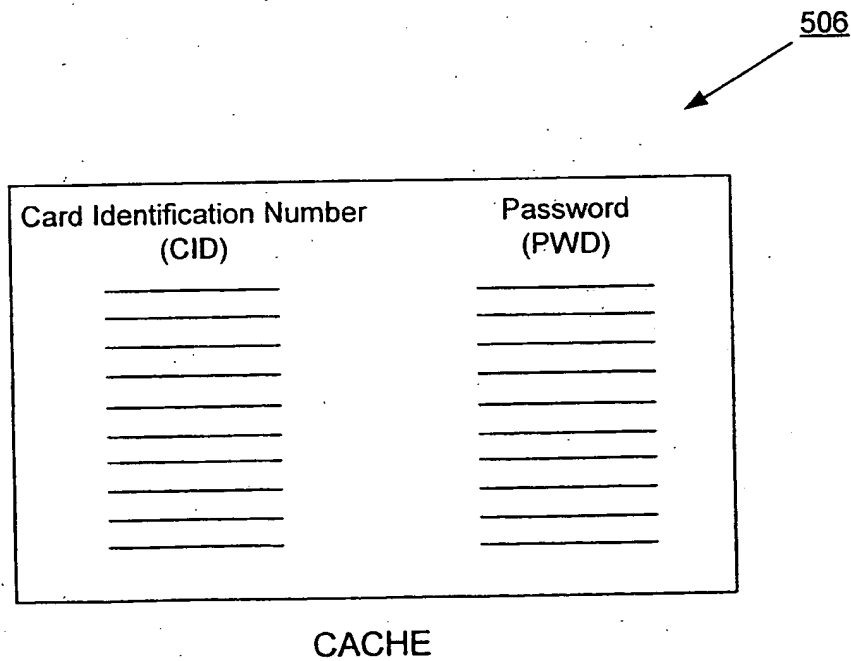 506
Card Identification Number
(CID)
Password
(PWD)
CACHE